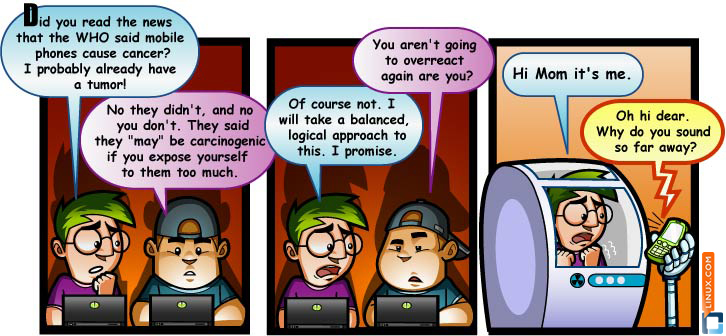 Did you read the news
that the WHO said mobile
phones cause cancer?
I probably already have
a tumor!
No they didn't, and no
you don't. They said
they "may" be carcinogenic
if you expose yourself
to them too much.
You aren't going
to overreact
again are you?
Of course not. I
will take a balanced,
logical approach to
this. I promise.
Hi Mom it's me.
Oh hi dear.
Why do you sound
so far away?
LINUX.COM